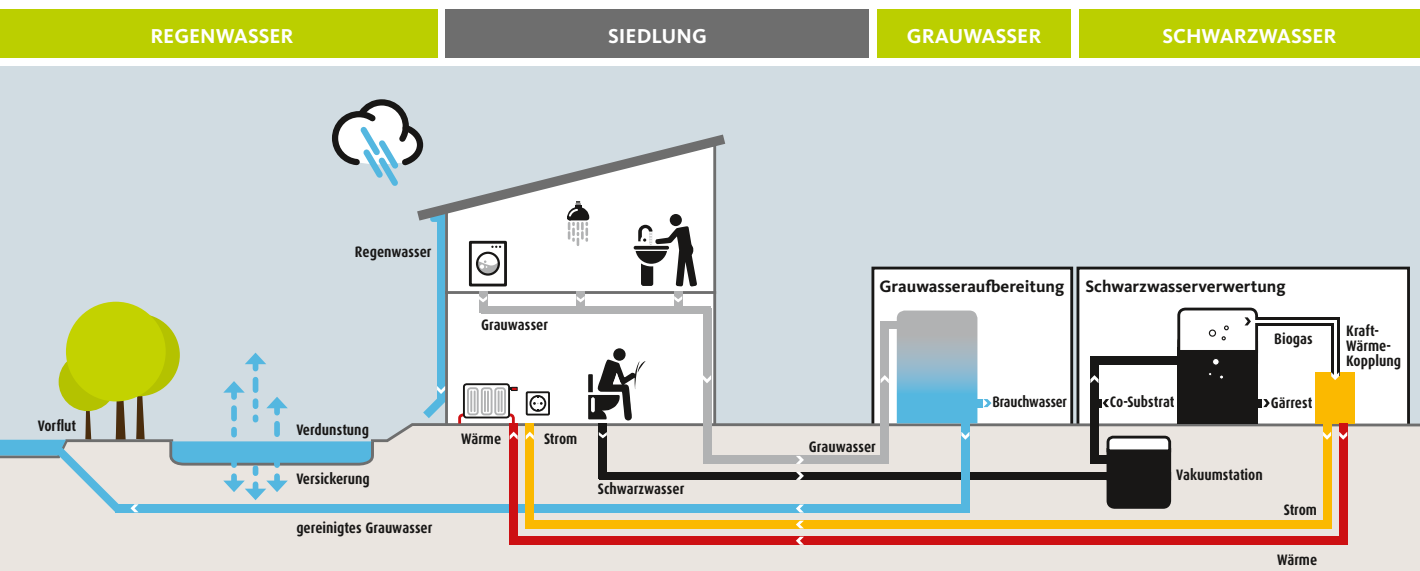 REGENWASSER
SIEDLUNG
GRAUWASSER
SCHWARZWASSER
Regenwasser
Grauwasser
Grauwasseraufbereitung
Schwarzwasserverwertung
Biogas
Kraft-
Wärme-
Kopplung
Brauchwasser
Co-Substrat
Gärrest
Vorflut
Verdunstung
Wärme
Strom
Grauwasser
Versickerung
Schwarzwasser
Vakuumstation
gereinigtes Grauwasser
Strom
Wärme